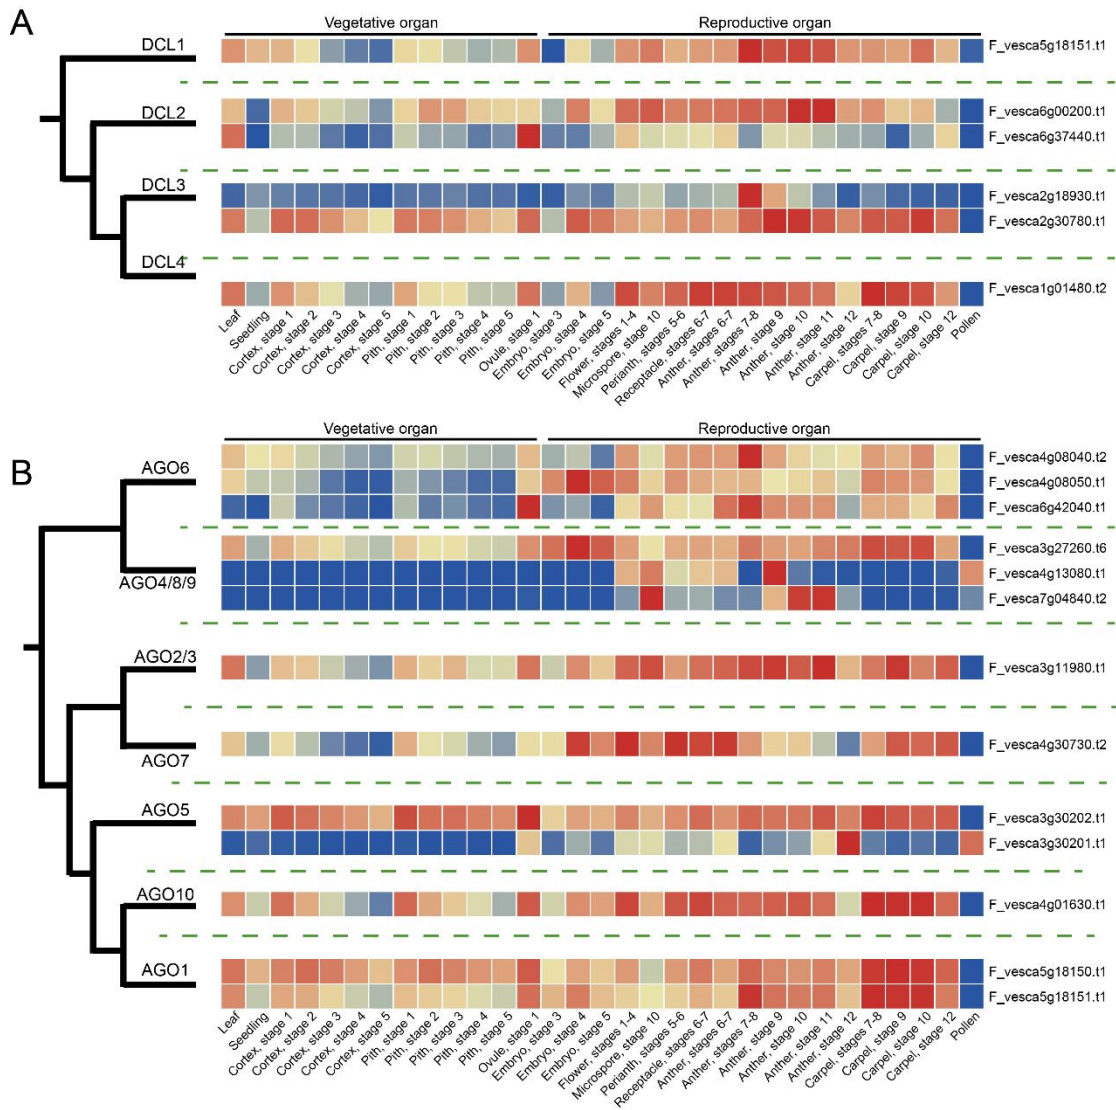 A
Vegetative organ
Reproductive organ
DCL1
F_vesca5g18151.t1
DCL2
F_vesca6g00200.t1
F_vesca6g37440.t1
DCL3
F_vesca2g18930.t1
F_vesca2g30780.t1
DCL4
F_vesca1g01480.t2
Leaf
Seedling
Cortex, stage 1
Cortex, stage 2
Cortex, stage 3
Cortex, stage 4
Cortex, stage 5
Pith, stage 1
Pith, stage 2
Pith, stage 3
Pith, stage 4
Pith, stage 5
Ovule, stage 1
Embryo, stage 3
Embryo, stage 4
Embryo, stage 5
Flower, stages 1-4
Microspore, stage 10
Perianth, stages 5-6
Receptacle, stages 6-7
Anther, stages 6-7
Anther, stages 7-8
Anther, stage 9
Anther, stage 10
Anther, stage 11
Anther, stage 12
Carpel, stages 7-8
Carpel, stage 9
Carpel, stage 10
Carpel, stage 12
Pollen
B
Vegetative organ
Reproductive organ
AGO6
F_vesca4g08040.t2
F_vesca4g08050.t1
F_vesca6g42040.t1
AGO4/8/9
F_vesca3g27260.t6
F_vesca4g13080.t1
F_vesca7g04840.t2
AGO2/3
F_vesca3g11980.t1
AGO7
F_vesca4g30730.t2
AGO5
F_vesca3g30202.t1
F_vesca3g30201.t1
AGO10
F_vesca4g01630.t1
AGO1
F_vesca5g18150.t1
F_vesca5g18151.t1
Leaf
Seedling
Cortex, stage 1
Cortex, stage 2
Cortex, stage 3
Cortex, stage 4
Cortex, stage 5
Pith, stage 1
Pith, stage 2
Pith, stage 3
Pith, stage 4
Pith, stage 5
Ovule, stage 1
Embryo, stage 3
Embryo, stage 4
Embryo, stage 5
Flower, stages 1-4
Microspore, stage 10
Perianth, stages 5-6
Receptacle, stages 6-7
Anther, stages 6-7
Anther, stages 7-8
Anther, stage 9
Anther, stage 10
Anther, stage 11
Anther, stage 12
Carpel, stages 7-8
Carpel, stage 9
Carpel, stage 10
Carpel, stage 12
Pollen